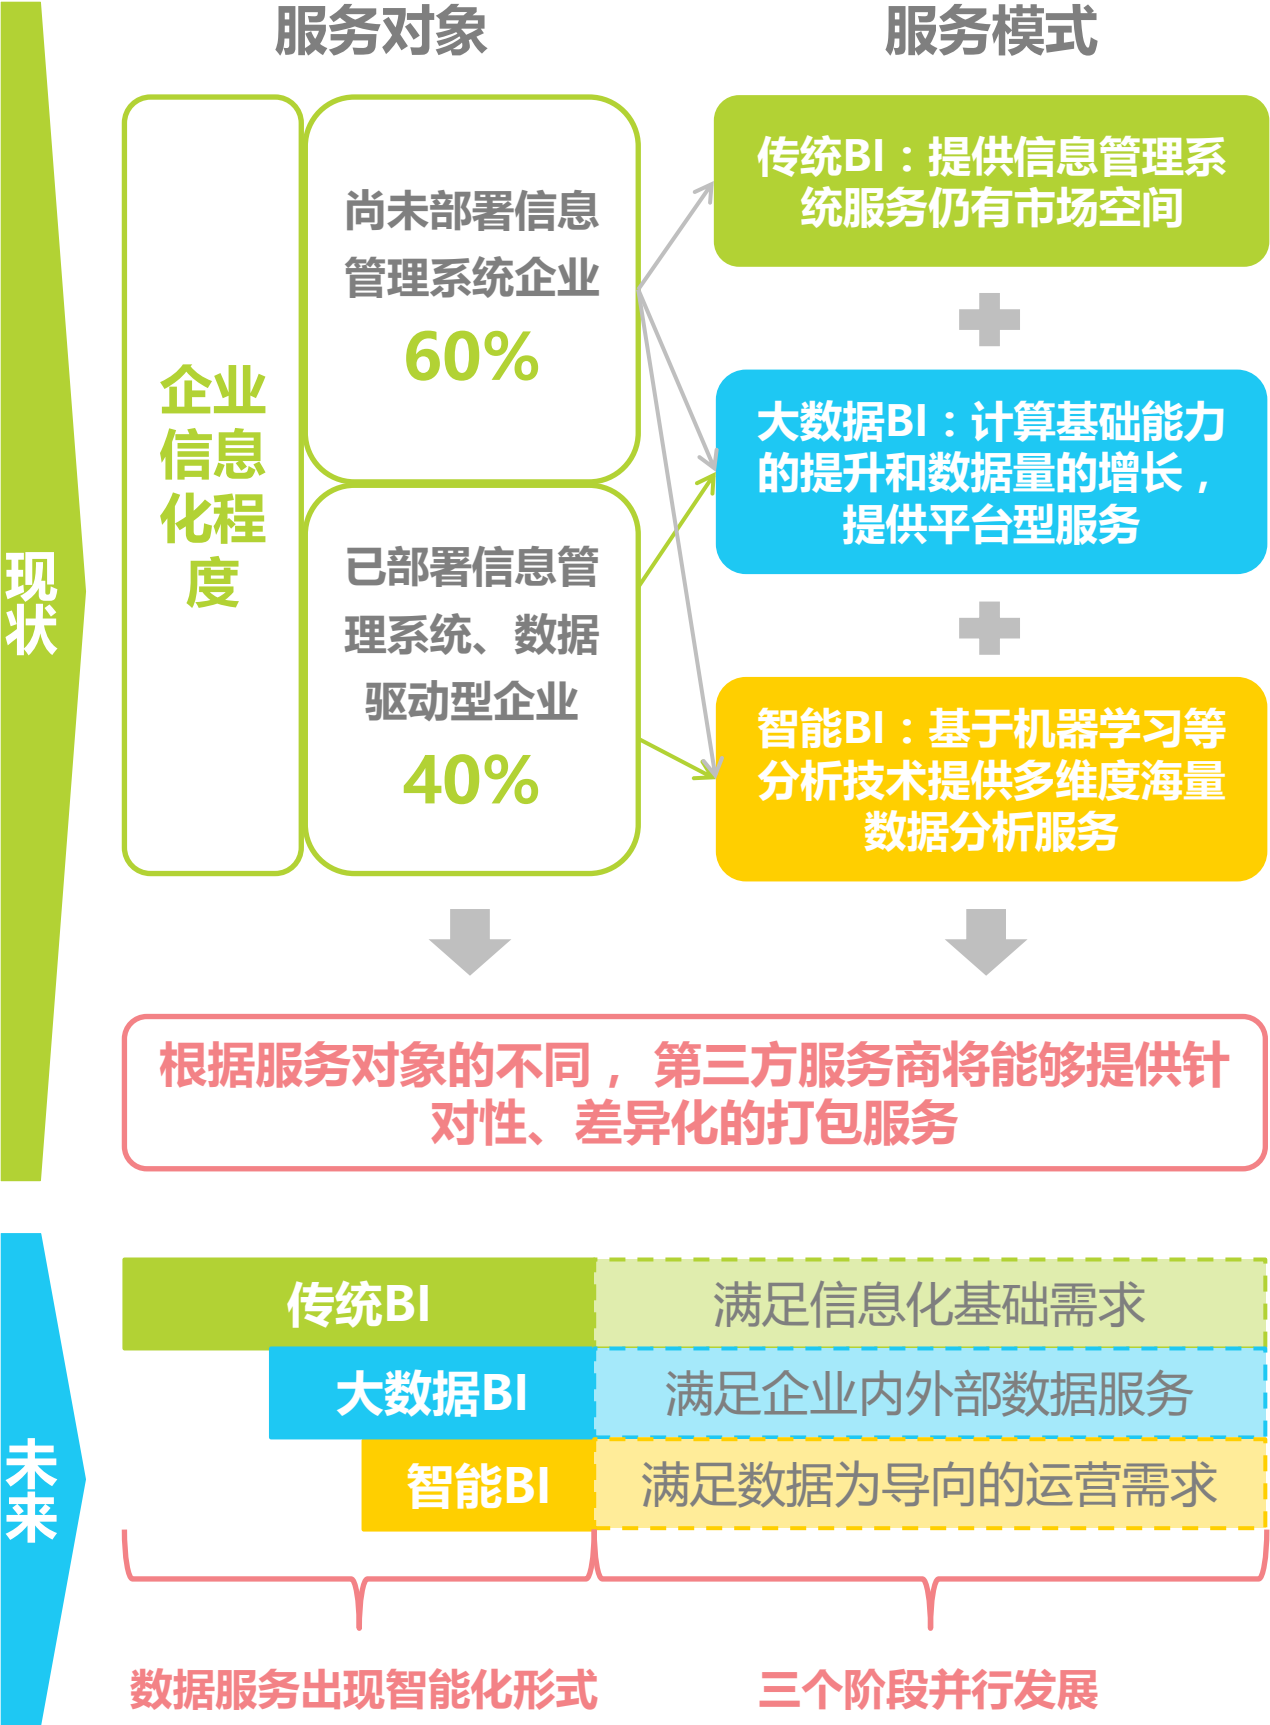 服务对象
服务模式
现状
企业
信息
化程
度
尚未部署信息
管理系统企业
60%
已部署信息管
理系统、数据
驱动型企业
40%
传统BI：提供信息管理系
统服务仍有市场空间
大数据BI：计算基础能力
的提升和数据量的增长，
提供平台型服务
智能BI：基于机器学习等
分析技术提供多维度海量
数据分析服务
根据服务对象的不同， 第三方服务商将能够提供针
对性、差异化的打包服务
未来
传统BI
满足信息化基础需求
大数据BI
满足企业内外部数据服务
智能BI
满足数据为导向的运营需求
数据服务出现智能化形式
三个阶段并行发展